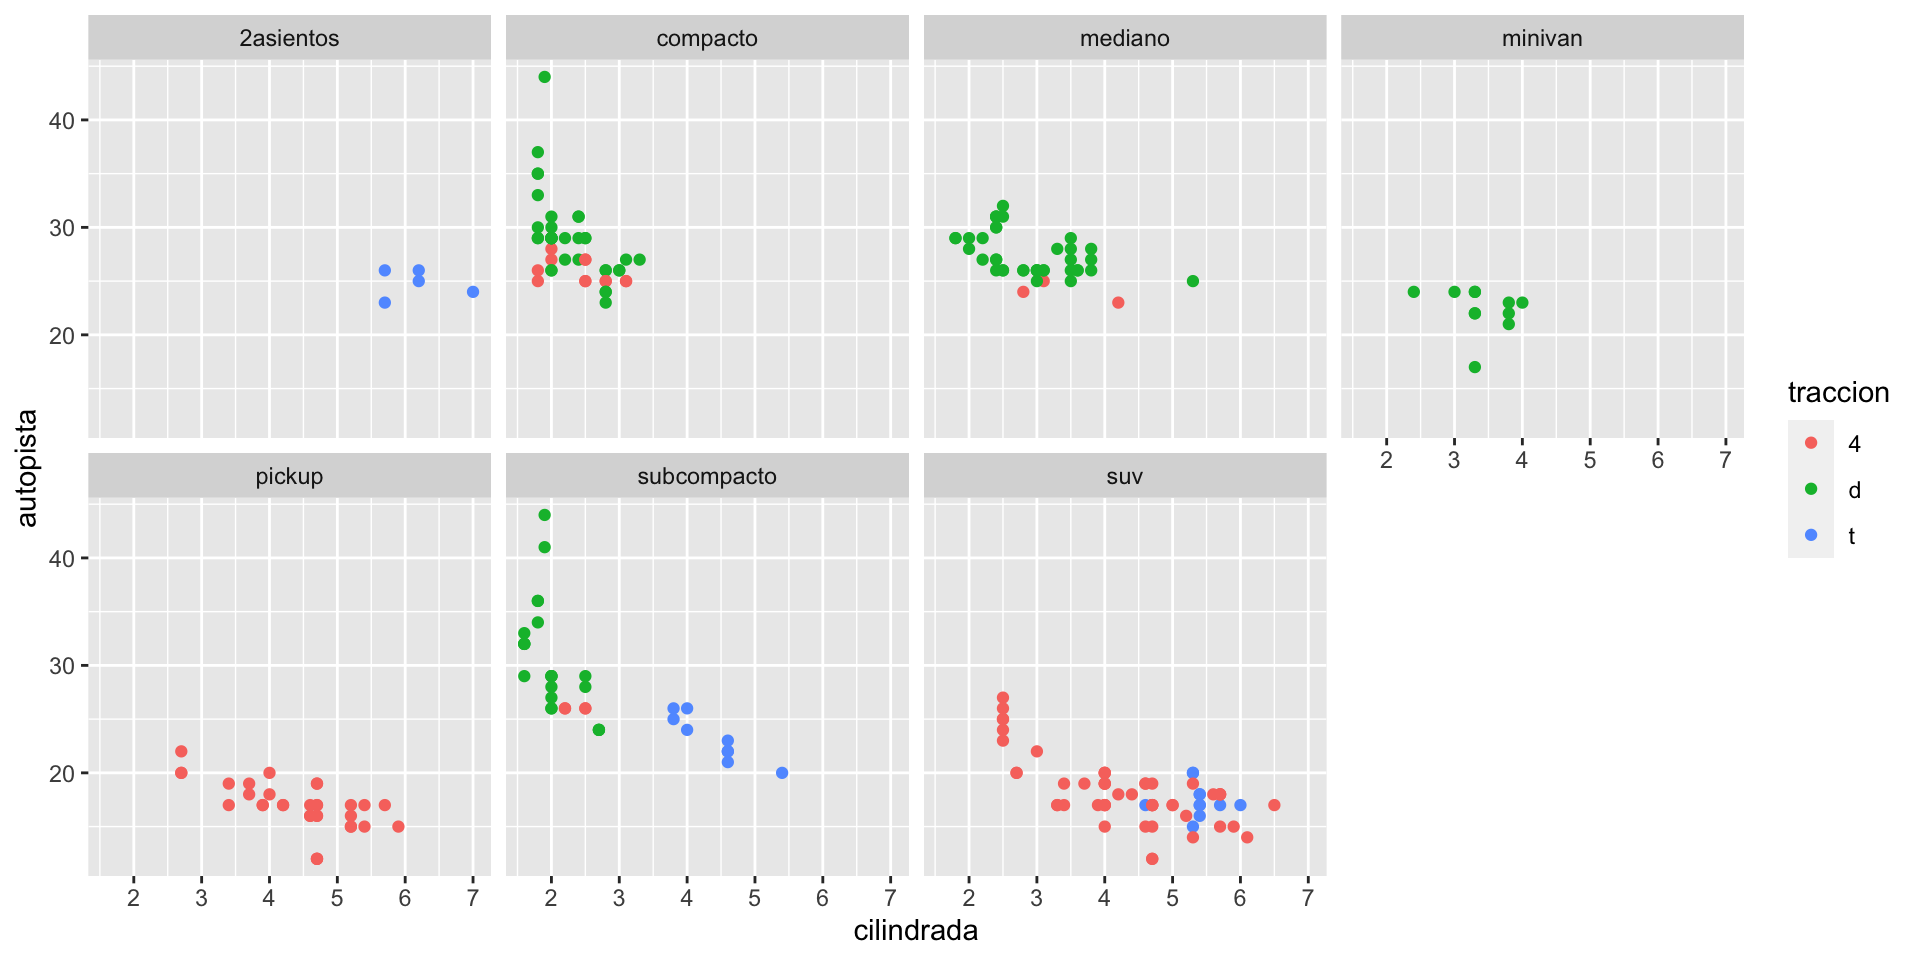 2asientos compacto mediano minivan
40
30
20
2 3 4 5 6 7
pickup subcompacto suv
40
30
20
2 3 4 5 6 7 2 3 4 5 6 7 2 3 4 5 6 7
autopista
cilindrada
traccion
4
d
t